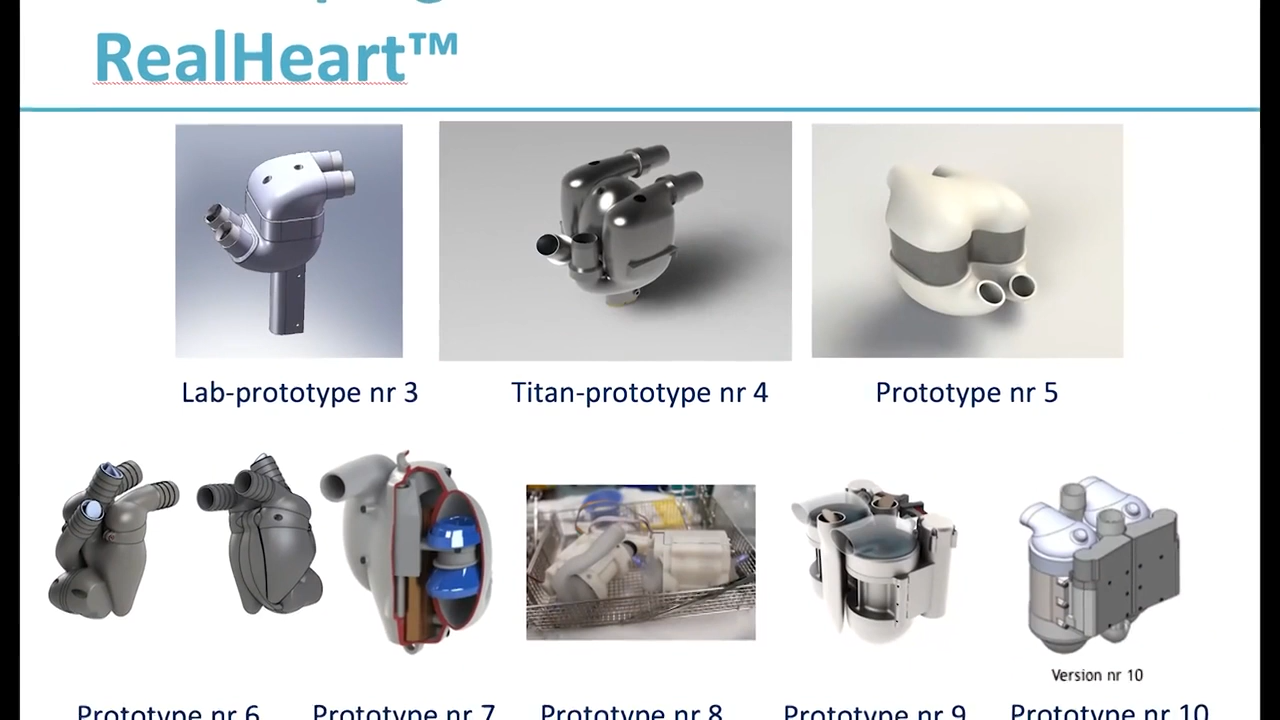 RealHeart™
Lab-prototype nr 3
Titan-prototype nr 4
Prototype nr 5
Version nr 10
Prototype nr 6
Prototype nr 7
Prototype nr 8
Prototype nr 9
Prototype nr 10